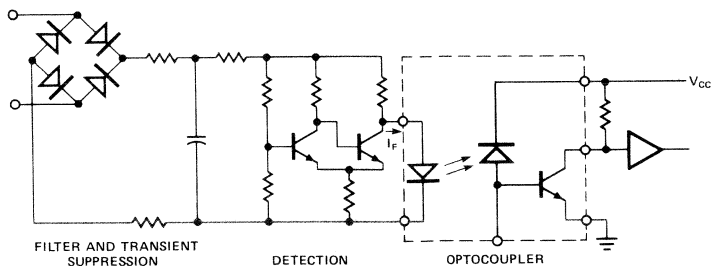 V_CC
I_F
FILTER AND TRANSIENT
SUPPRESSION
DETECTION
OPTOCOUPLER